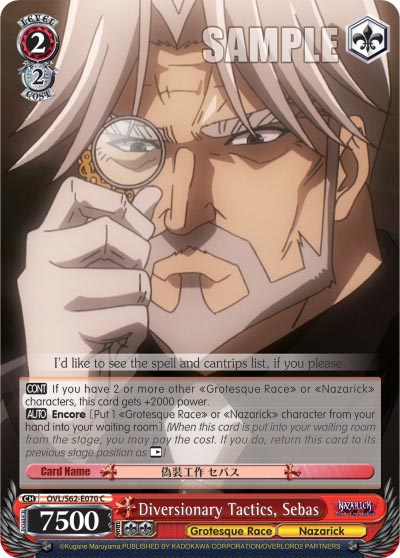 LEVEL
2
2
COST
SAMPLE
I'd like to see the spell and cantrips list, if you please.
CONT If you have 2 or more other «Grotesque Race» or «Nazarick»
characters, this card gets +2000 power.
AUTO Encore [Put 1 «Grotesque Race» or «Nazarick» character from your
hand into your waiting room] (When this card is put into your waiting room
from the stage, you may pay the cost. If you do, return this card to its
previous stage position as
Card Name 偽装工作 セバス
CH OVL/S62-E070 C
POWER 7500 SOUL
Diversionary Tactics, Sebas
NAZARICK
Grotesque Race Nazarick
©Kugane Maruyama,PUBLISHED BY KADOKAWA CORPORATION/OVERLORD2 PARTNERS